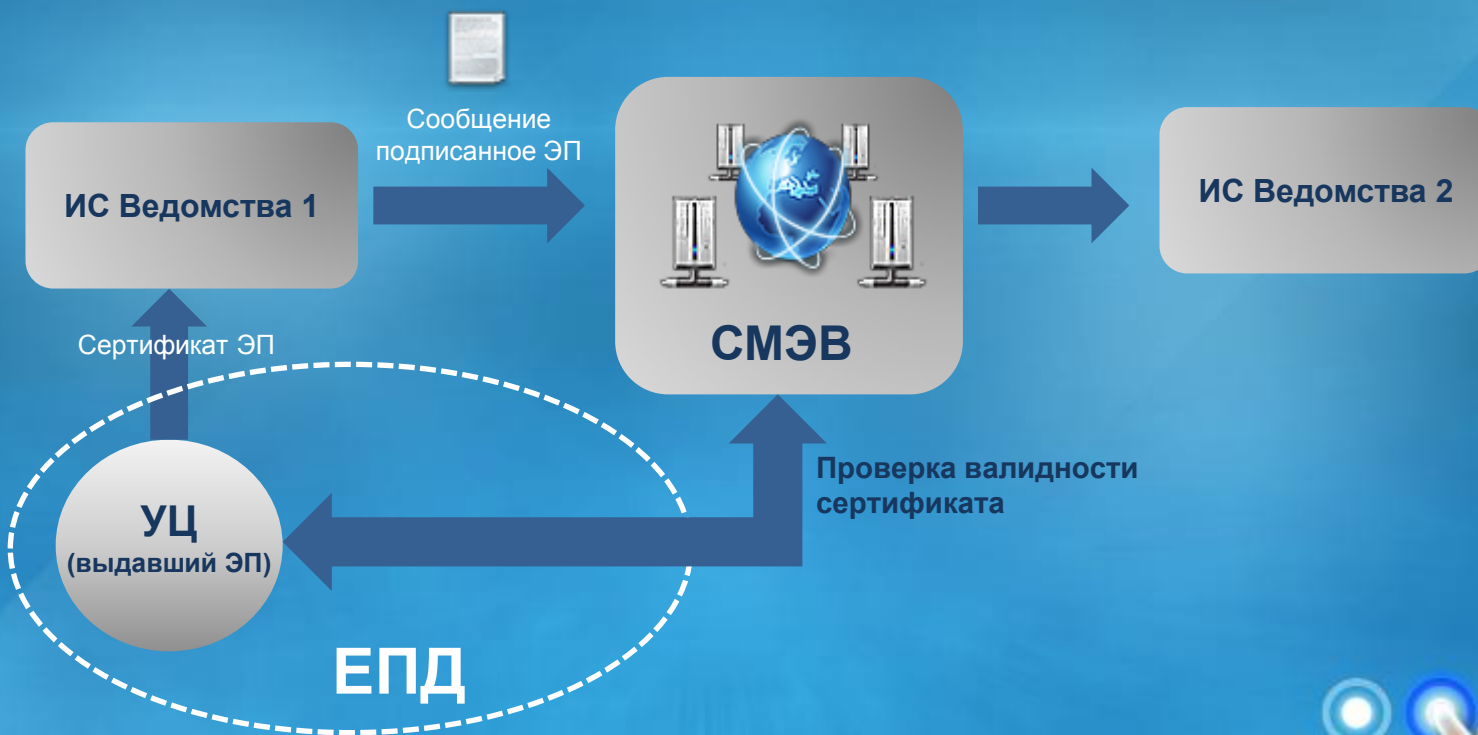 Сообщение
подписанное ЭП
ИС Ведомства 1
СМЭВ
ИС Ведомства 2
Сертификат ЭП
Проверка валидности
сертификата
УЦ
(выдавший ЭП)
ЕПД